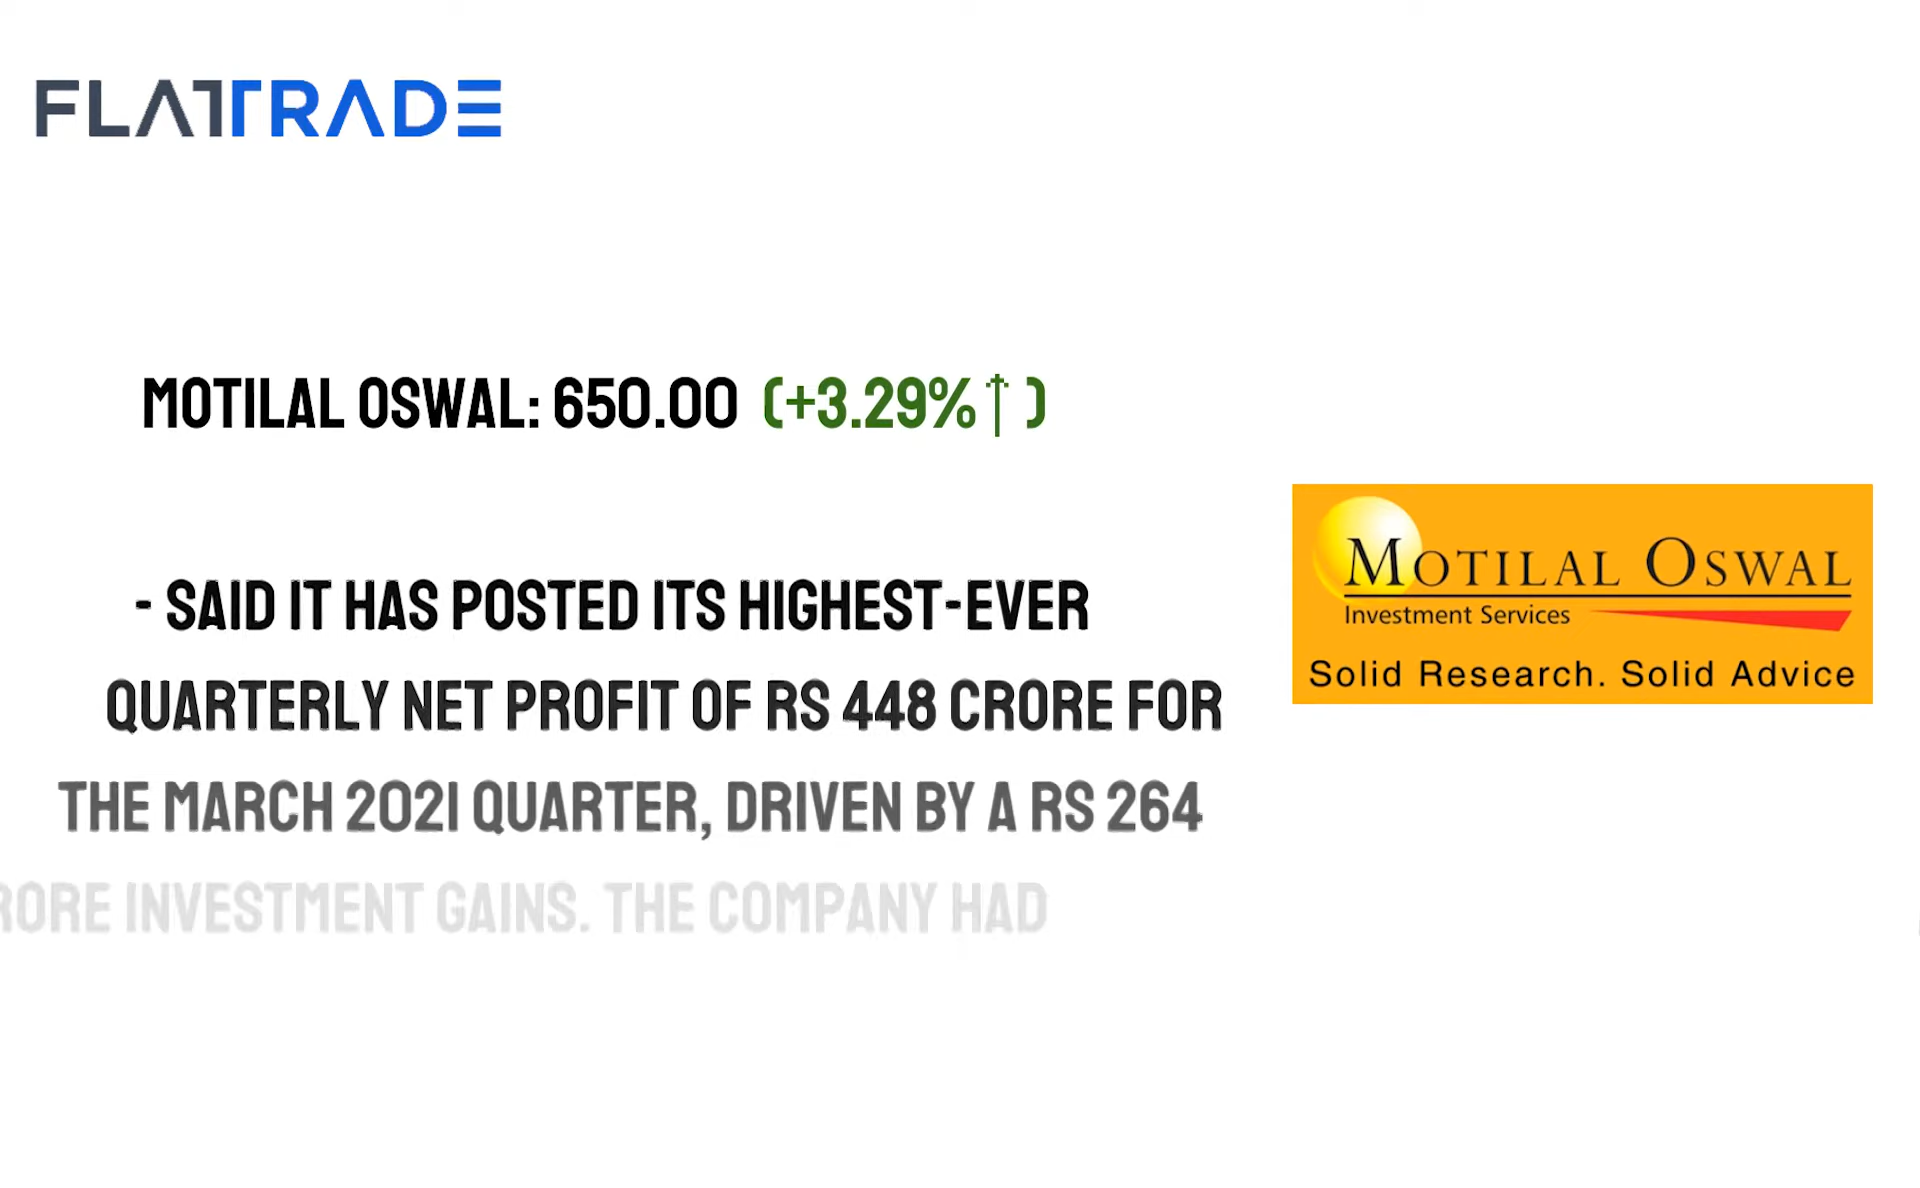 FLATTRADE
MOTILAL OSWAL: 650.00 (+3.29%↑)
- SAID IT HAS POSTED ITS HIGHEST-EVER
QUARTERLY NET PROFIT OF RS 448 CRORE FOR
THE MARCH 2021 QUARTER, DRIVEN BY A RS 264
RORE INVESTMENT GAINS. THE COMPANY HAD
MOTILAL OSWAL
Investment Services
Solid Research. Solid Advice